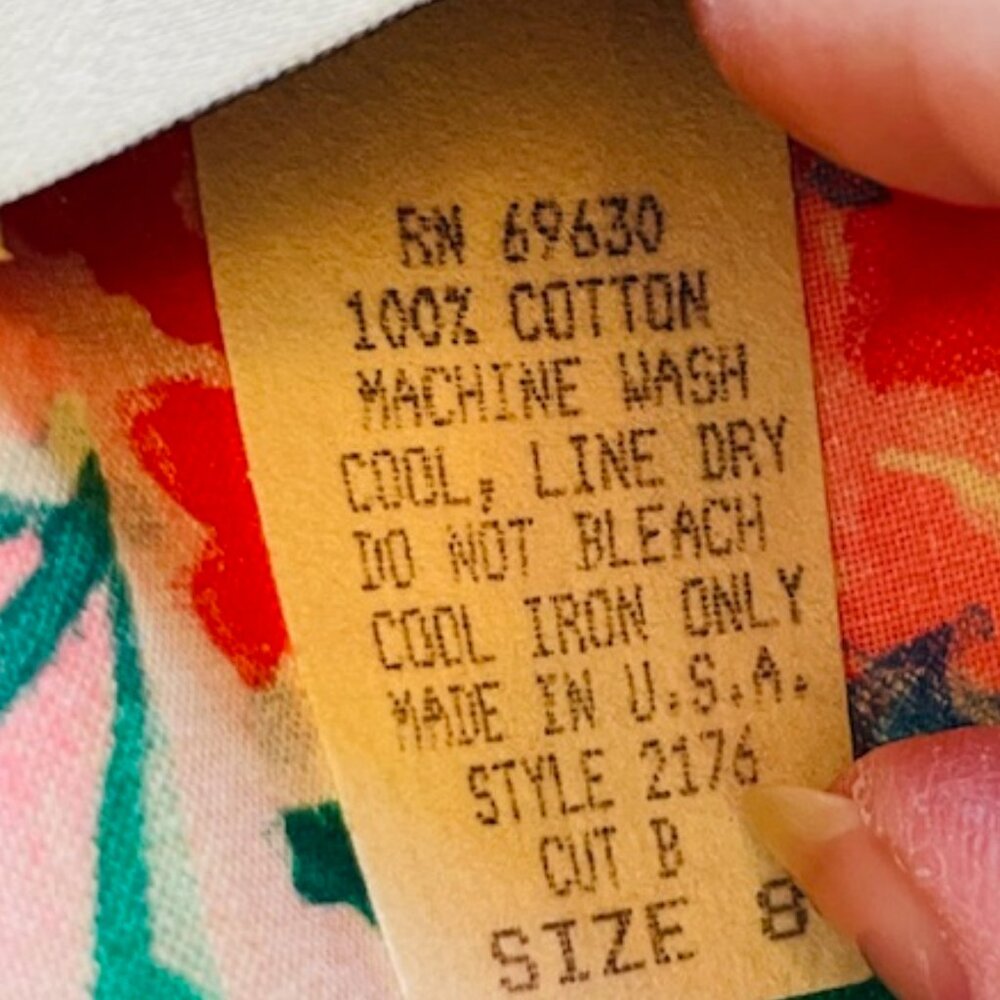 RN 69630
100% COTTON
MACHINE WASH
COOL, LINE DRY
DO NOT BLEACH
COOL IRON ONLY
MADE IN U.S.A.
STYLE 2176
CUT B
SIZE 8